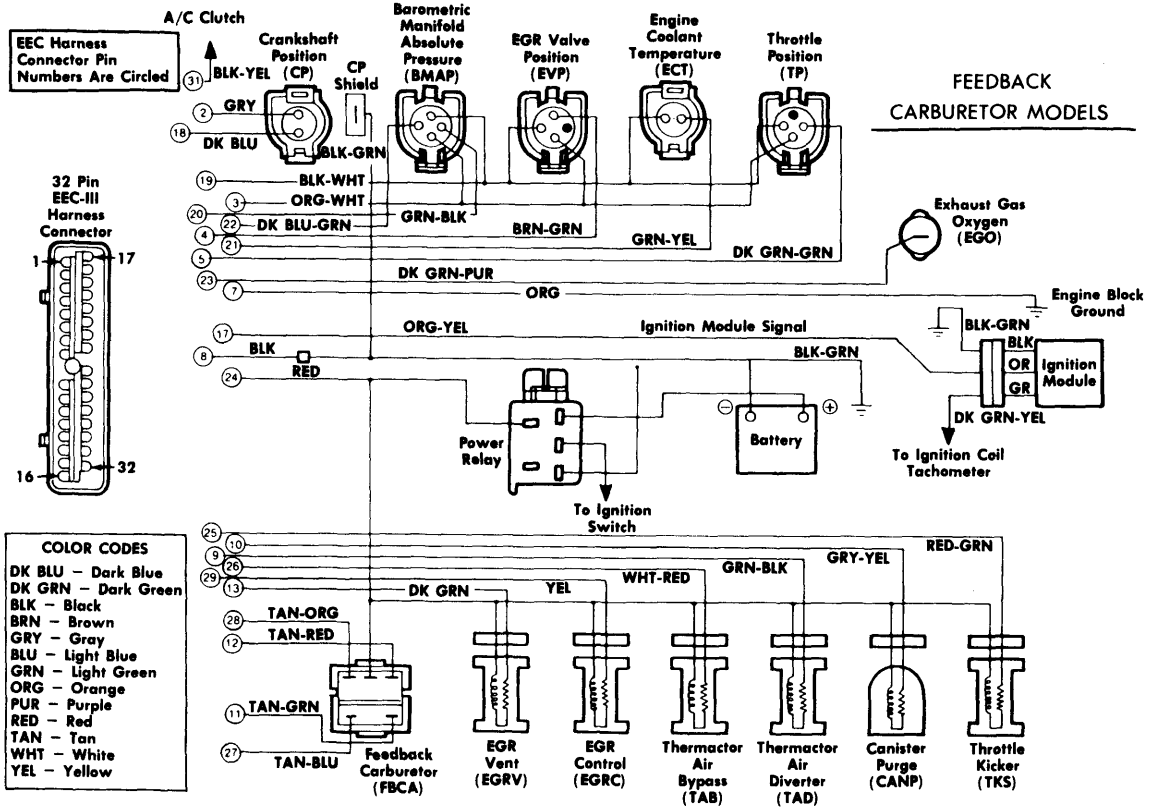 A/C Clutch
EEC Harness
Connector Pin
Numbers Are Circled
31
BLK-YEL
2
GRY
18
DK BLU
Crankshaft
Position
(CP)
CP
Shield
BLK-GRN
Barometric
Manifold
Absolute
Pressure
(BMAP)
EGR Valve
Position
(EVP)
Engine
Coolant
Temperature
(ECT)
Throttle
Position
(TP)
FEEDBACK
CARBURETOR MODELS
32 Pin
EEC-III
Harness
Connector
1
17
16
32
19
BLK-WHT
3
ORG-WHT
20
GRN-BLK
22
DK BLU-GRN
4
BRN-GRN
21
GRN-YEL
5
DK GRN-GRN
23
DK GRN-PUR
7
ORG
Exhaust Gas
Oxygen
(EGO)
Engine Block
Ground
17
ORG-YEL
Ignition Module Signal
8
BLK
BLK-GRN
24
RED
BLK-GRN
BLK
OR
GR
Ignition
Module
DK GRN-YEL
To Ignition Coil
Tachometer
Power
Relay
To Ignition
Switch
−
+
Battery
25
RED-GRN
10
GRY-YEL
9
GRN-BLK
26
WHT-RED
29
YEL
13
DK GRN
28
TAN-ORG
12
TAN-RED
11
TAN-GRN
27
TAN-BLU
Feedback
Carburetor
(FBCA)
EGR
Vent
(EGRV)
EGR
Control
(EGRC)
Thermactor
Air
Bypass
(TAB)
Thermactor
Air
Diverter
(TAD)
Canister
Purge
(CANP)
Throttle
Kicker
(TKS)
COLOR CODES
DK BLU – Dark Blue
DK GRN – Dark Green
BLK – Black
BRN – Brown
GRY – Gray
BLU – Light Blue
GRN – Light Green
ORG – Orange
PUR – Purple
RED – Red
TAN – Tan
WHT – White
YEL – Yellow